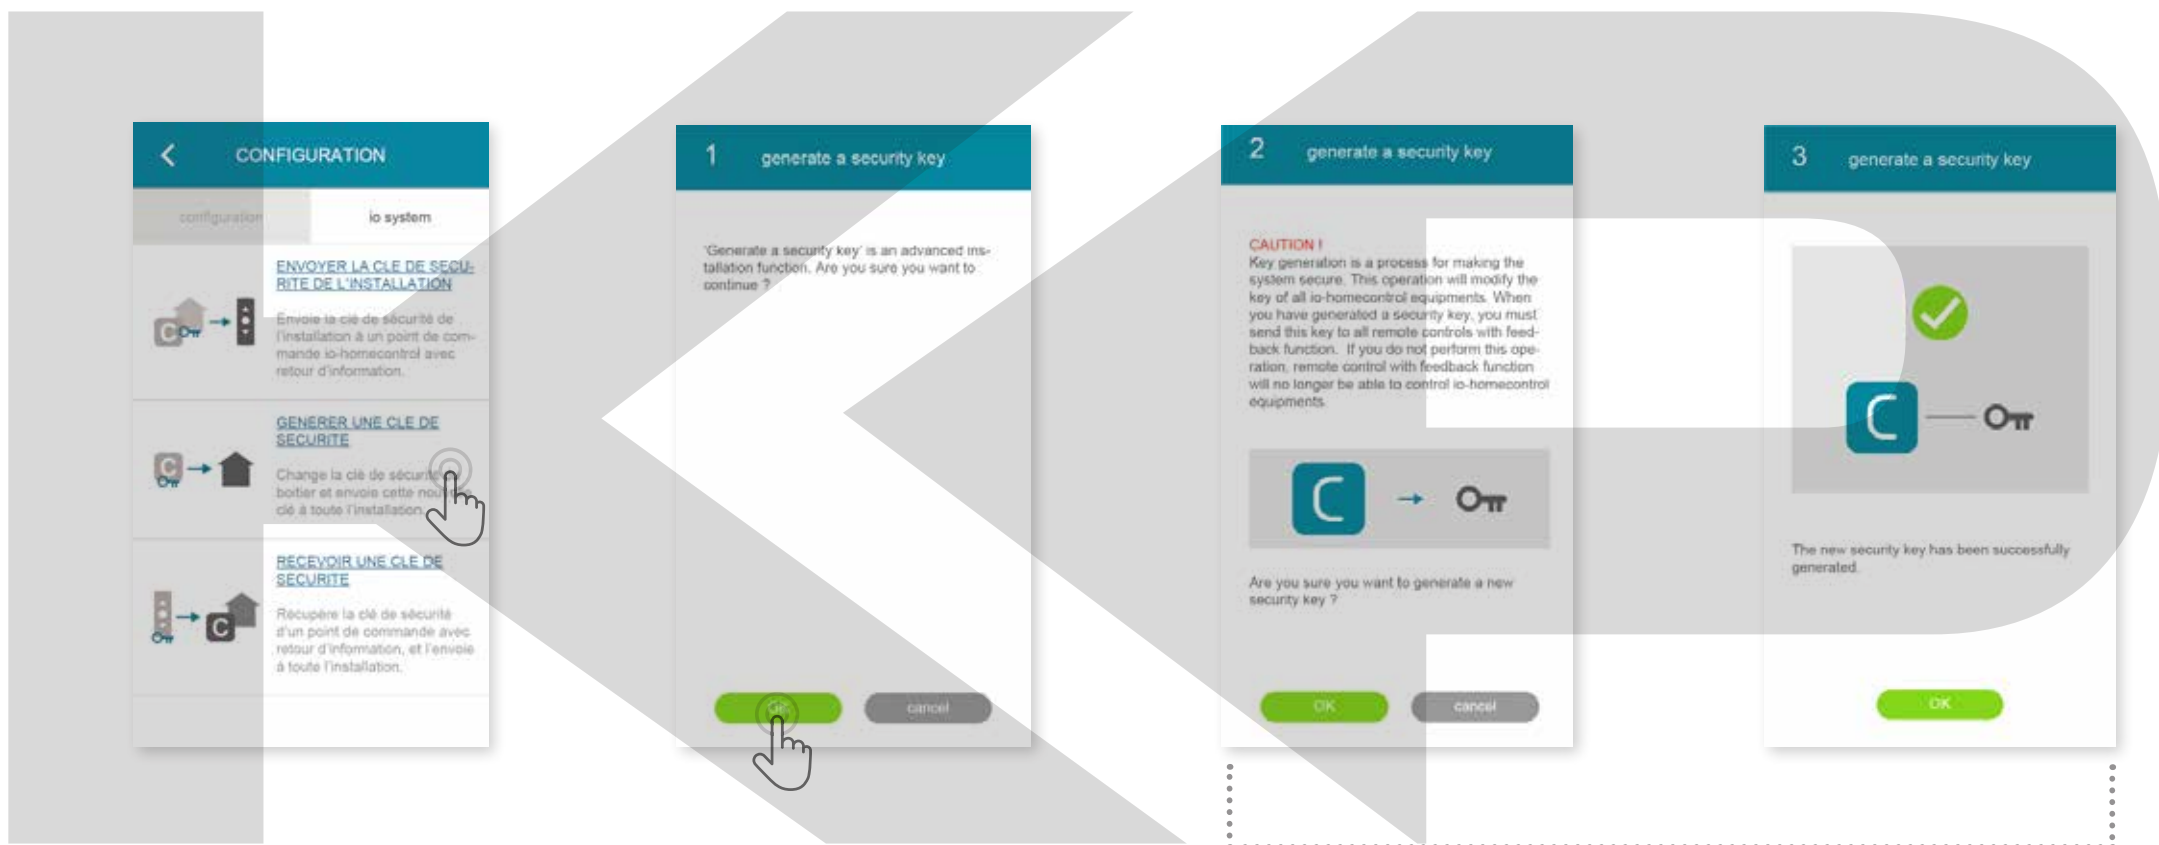 CONFIGURATION
configuration
io system
ENVOYER LA CLE DE SECU-
RITE DE L'INSTALLATION
Envoie la clé de sécurité de
l'installation à un point de com-
mande io-homecontrol avec
retour d'information.
GENERER UNE CLE DE
SECURITE
Change la clé de sécurité
boitier et envoie cette nouvelle
clé à toute l'installation.
RECEVOIR UNE CLE DE
SECURITE
Récupère la clé de sécurité
d'un point de commande avec
retour d'information, et l'envoie
à toute l'installation.
1 generate a security key
'Generate a security key' is an advanced ins-
tallation function. Are you sure you want to
continue ?
cancel
2 generate a security key
CAUTION !
Key generation is a process for making the
system secure. This operation will modify the
key of all io-homecontrol equipments. When
you have generated a security key, you must
send this key to all remote controls with feed-
back function. If you do not perform this ope-
ration, remote control with feedback function
will no longer be able to control io-homecontrol
equipments.
Are you sure you want to generate a new
security key ?
OK
cancel
3 generate a security key
The new security key has been successfully
generated.
OK